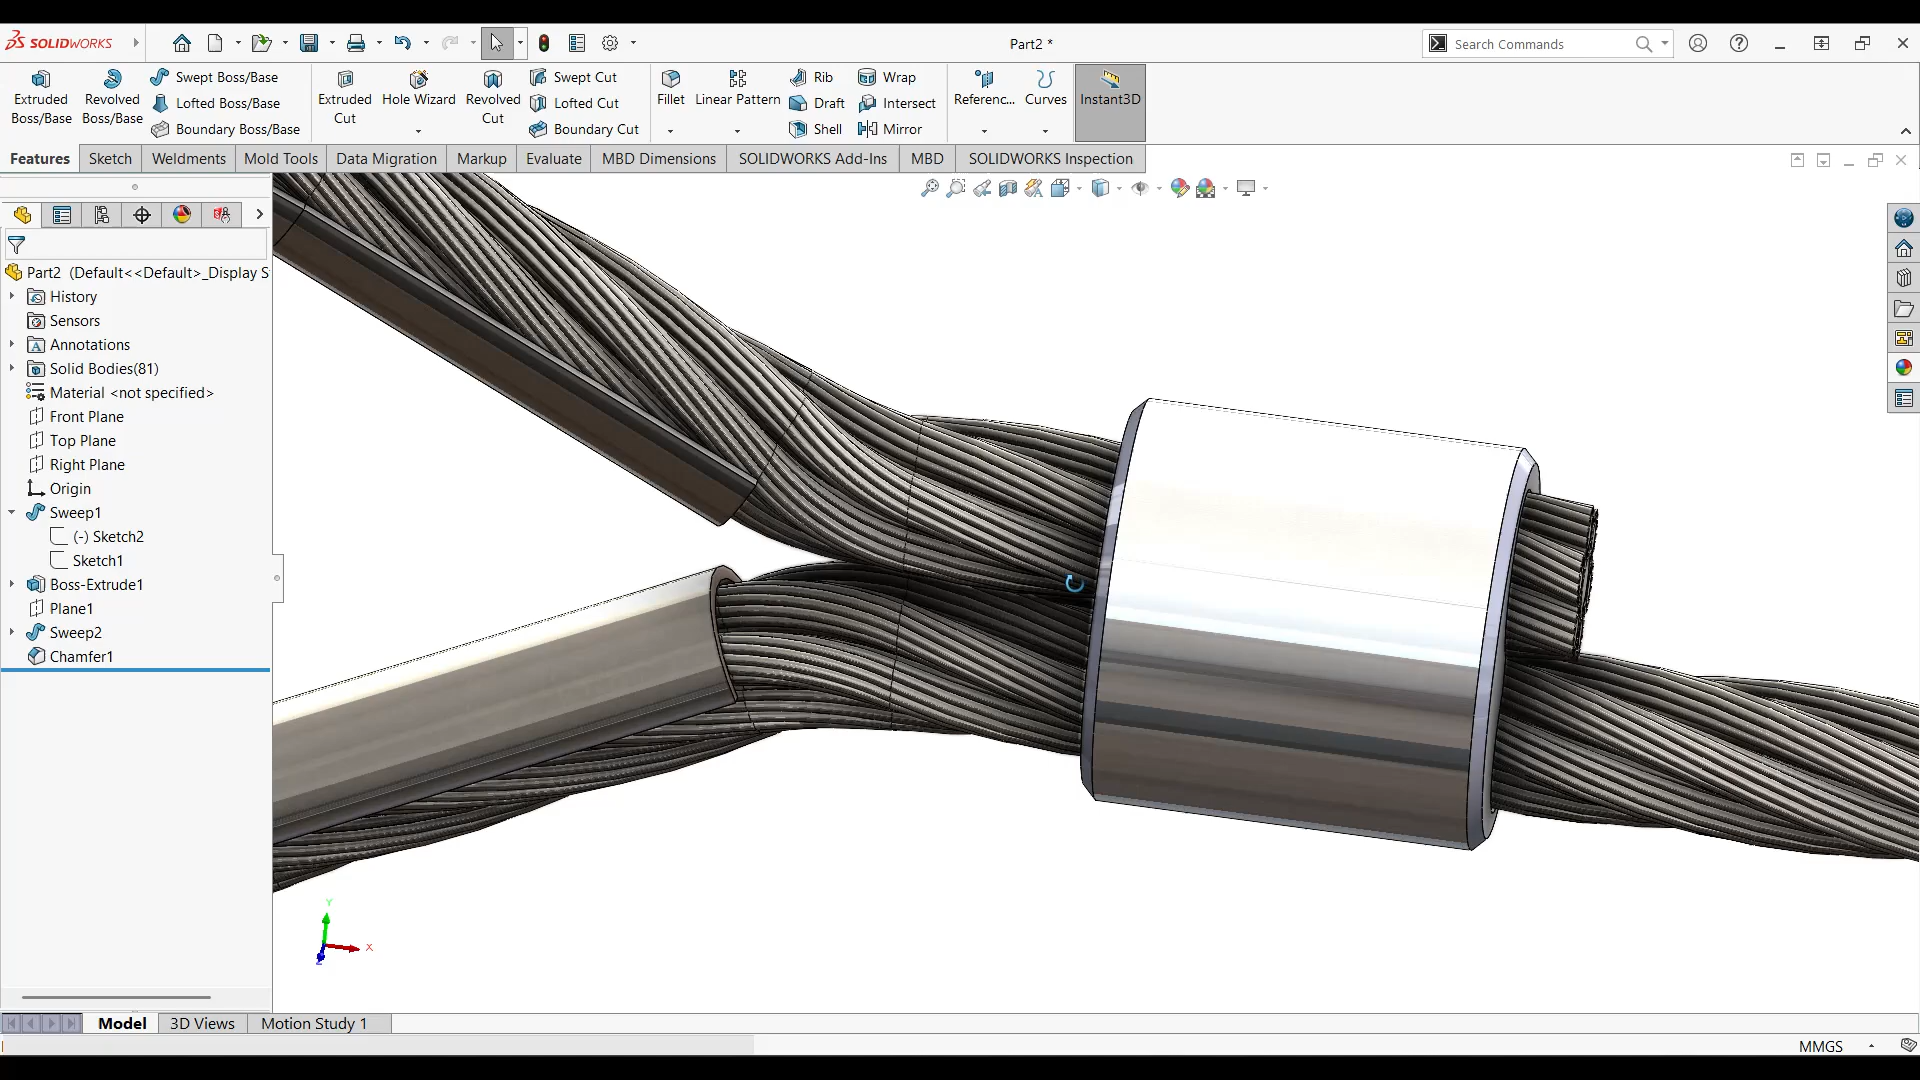 SOLIDWORKS
Part2 *
Search Commands
Extruded Boss/Base
Revolved Boss/Base
Swept Boss/Base
Lofted Boss/Base
Boundary Boss/Base
Extruded Cut
Hole Wizard
Revolved Cut
Swept Cut
Lofted Cut
Boundary Cut
Fillet
Linear Pattern
Rib
Draft
Shell
Wrap
Intersect
Mirror
Referenc...
Curves
Instant3D
Features
Sketch
Weldments
Mold Tools
Data Migration
Markup
Evaluate
MBD Dimensions
SOLIDWORKS Add-Ins
MBD
SOLIDWORKS Inspection
Part2 (Default<<Default>_Display S
History
Sensors
Annotations
Solid Bodies(81)
Material <not specified>
Front Plane
Top Plane
Right Plane
Origin
Sweep1
(-) Sketch2
Sketch1
Boss-Extrude1
Plane1
Sweep2
Chamfer1
Y
X
Z
Model
3D Views
Motion Study 1
MMGS